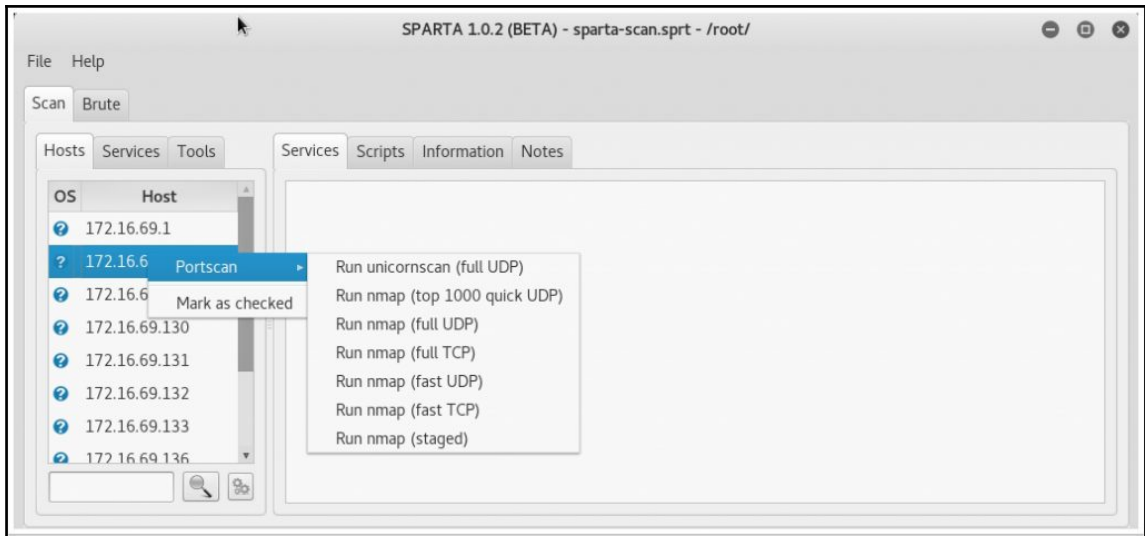 SPARTA 1.0.2 (BETA) - sparta-scan.sprt - /root/
File Help
Scan Brute
Hosts Services Tools
Services Scripts Information Notes
OS Host
172.16.69.1
172.16.6
172.16.6
172.16.69.130
172.16.69.131
172.16.69.132
172.16.69.133
172.16.69.136
Portscan
Mark as checked
Run unicornscan (full UDP)
Run nmap (top 1000 quick UDP)
Run nmap (full UDP)
Run nmap (full TCP)
Run nmap (fast UDP)
Run nmap (fast TCP)
Run nmap (staged)